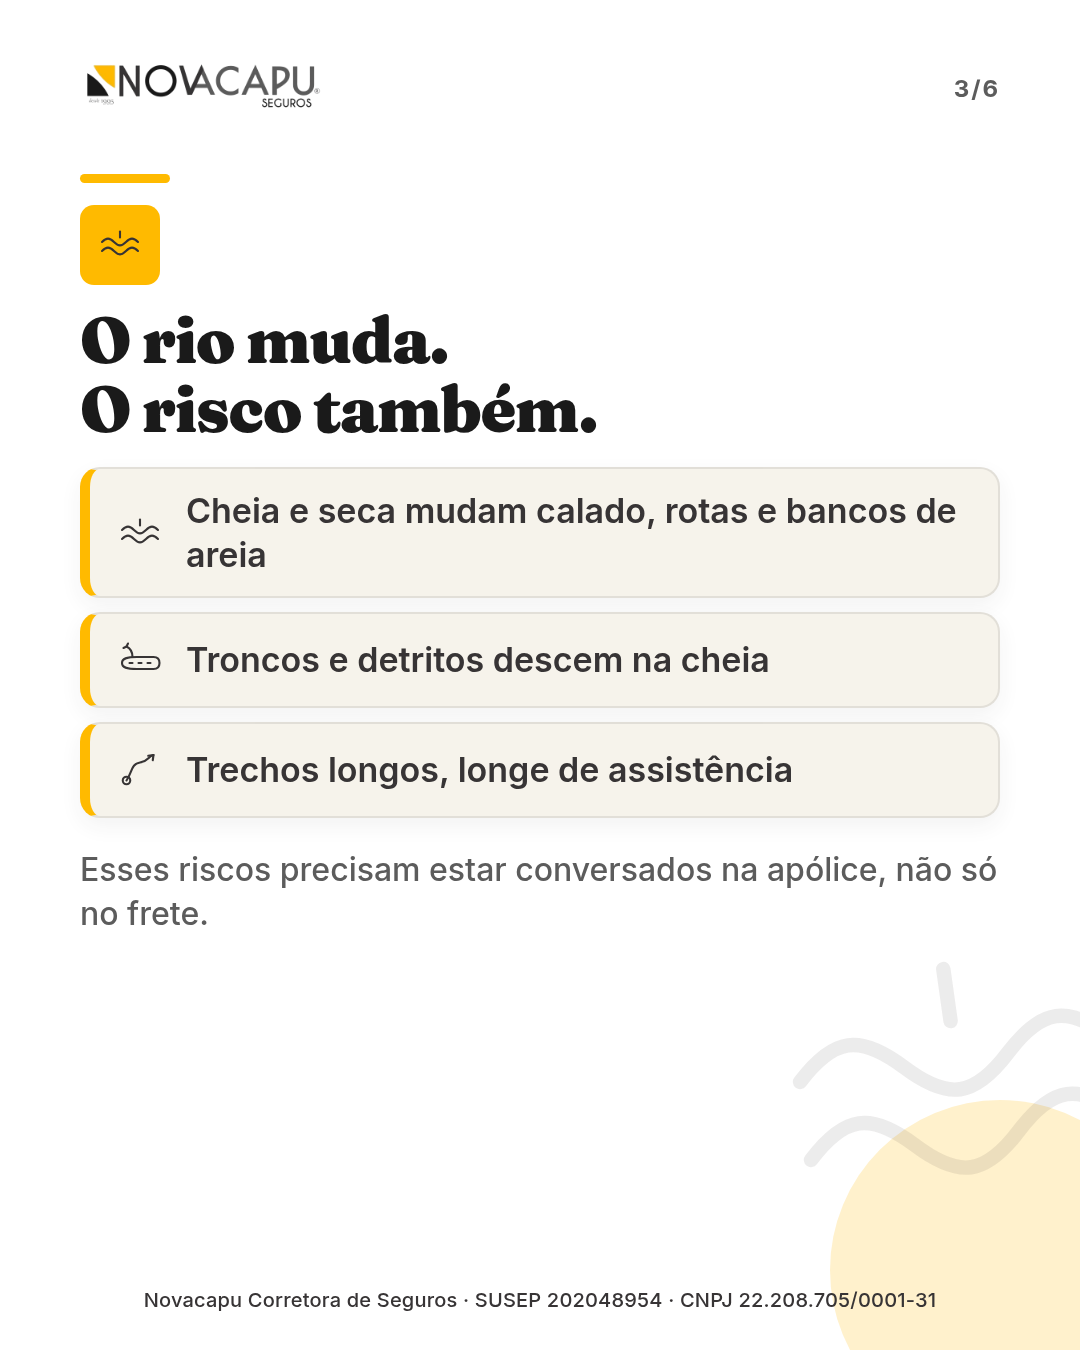 NOVACAPU®
SEGUROS
3/6
O rio muda.
O risco também.
Cheia e seca mudam calado, rotas e bancos de
areia
Troncos e detritos descem na cheia
Trechos longos, longe de assistência
Esses riscos precisam estar conversados na apólice, não só
no frete.
Novacapu Corretora de Seguros · SUSEP 202048954 · CNPJ 22.208.705/0001-31